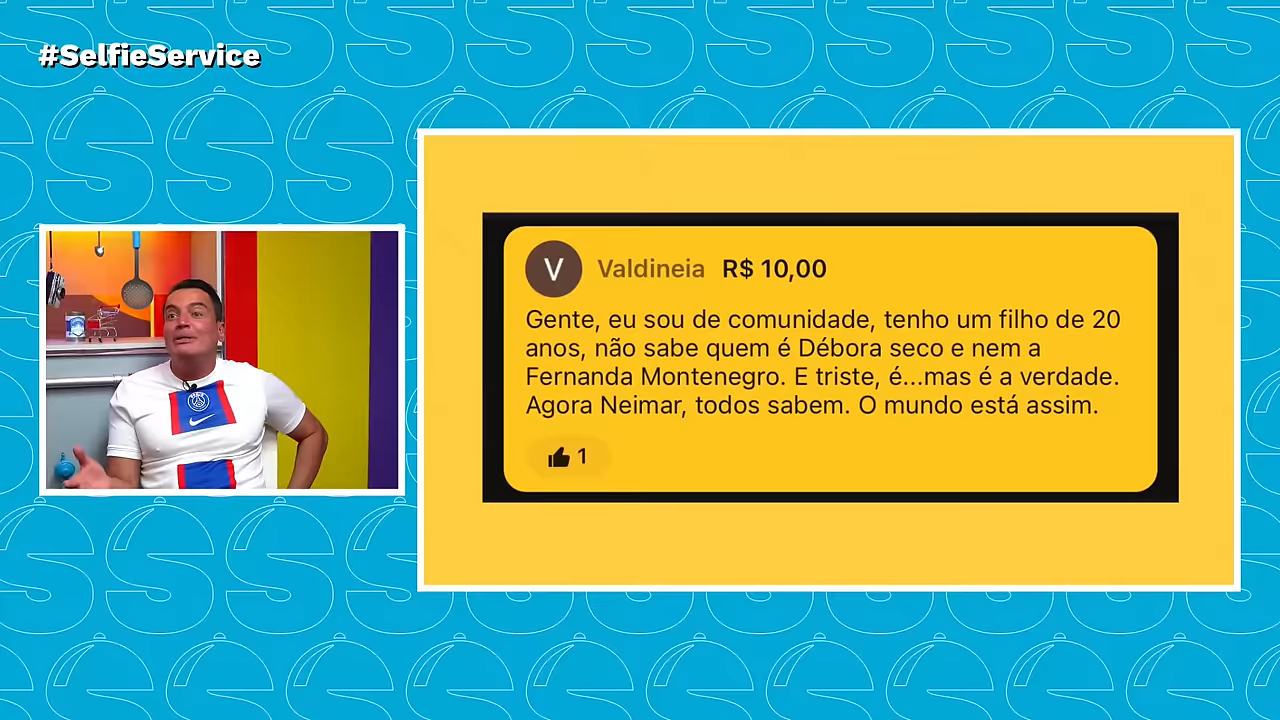 #SelfieService
V Valdineia R$ 10,00
Gente, eu sou de comunidade, tenho um filho de 20
anos, não sabe quem é Débora seco e nem a
Fernanda Montenegro. E triste, é...mas é a verdade.
Agora Neimar, todos sabem. O mundo está assim.
1